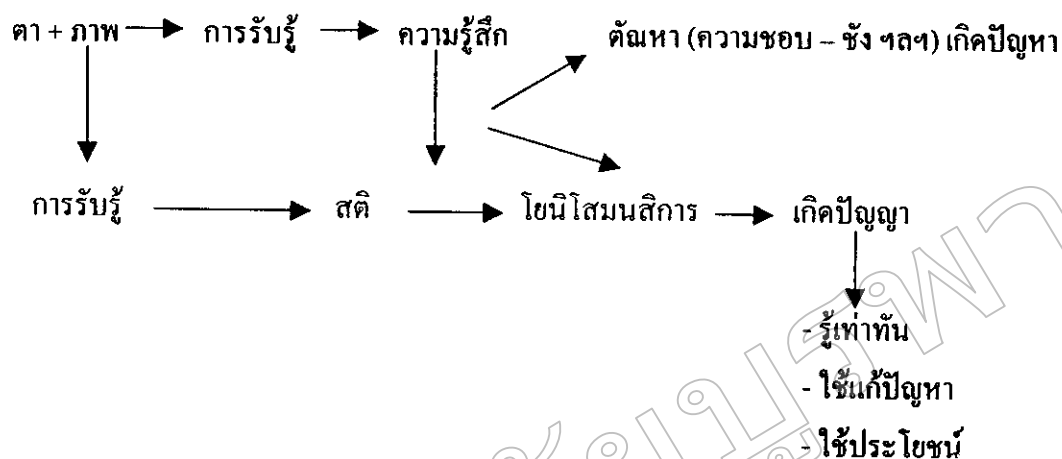 ตา + ภาพ การรับรู้ ความรู้สึก ตัณหา (ความชอบ – ชัง ฯลฯ) เกิดปัญหา
การรับรู้ สติ โยนิโสมนสิการ เกิดปัญญา
- รู้เท่าทัน
- ใช้แก้ปัญหา
- ใช้ประโยชน์